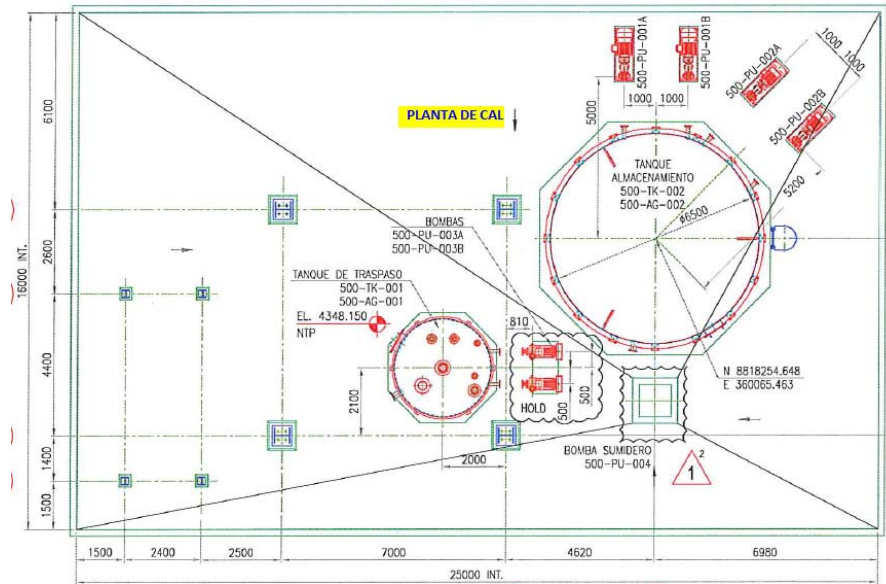 500-PU-001A
500-PU-001B
500-PU-002A
500-PU-002B
1000
1000
1000
1000
5000
5200
PLANTA DE CAL
TANQUE
ALMACENAMIENTO
500-TK-002
500-AG-002
Ø6500
BOMBAS
500-PU-003A
500-PU-003B
TANQUE DE TRASPASO
500-TK-001
500-AG-001
EL. 4348.150
NTP
810
HOLD
500
500
2100
2000
N 8818254.648
E 360065.463
BOMBA SUMIDERO
500-PU-004
1
2
16000 INT.
6100
2600
4400
1400
1500
1500
2400
2500
7000
4620
6980
25000 INT.